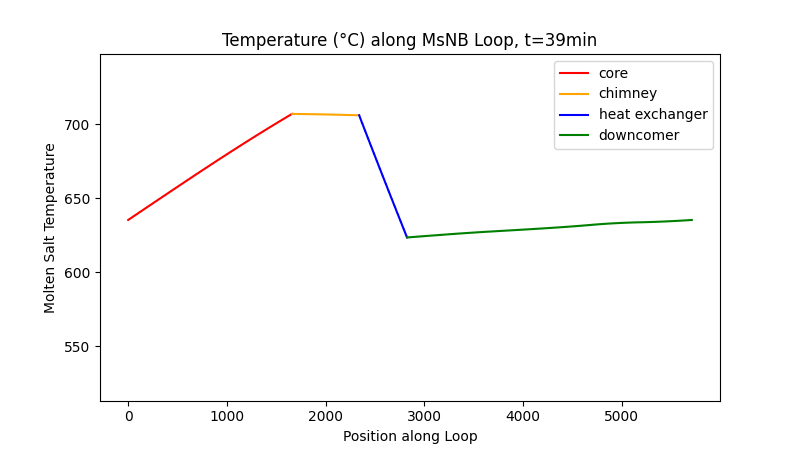 Temperature (°C) along MsNB Loop, t=39min
core
chimney
heat exchanger
downcomer
Molten Salt Temperature
700
650
600
550
0 1000 2000 3000 4000 5000
Position along Loop